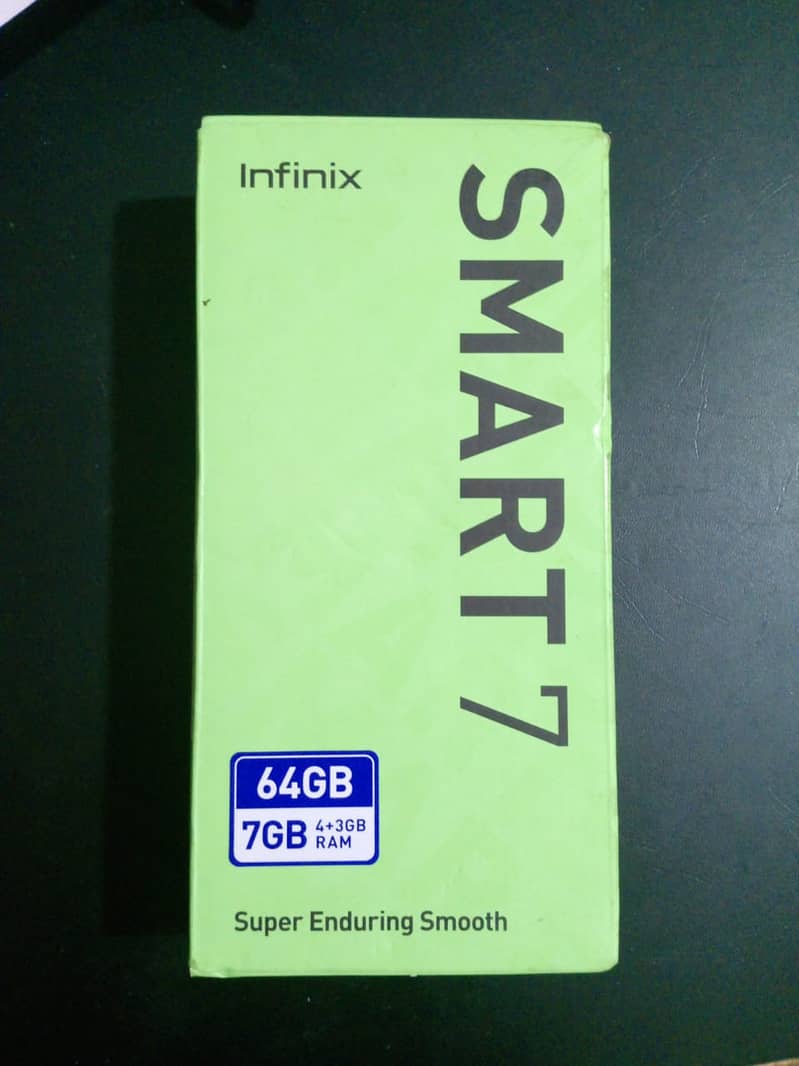 Infinix
SMART 7
64GB
7GB 4+3GB
RAM
Super Enduring Smooth